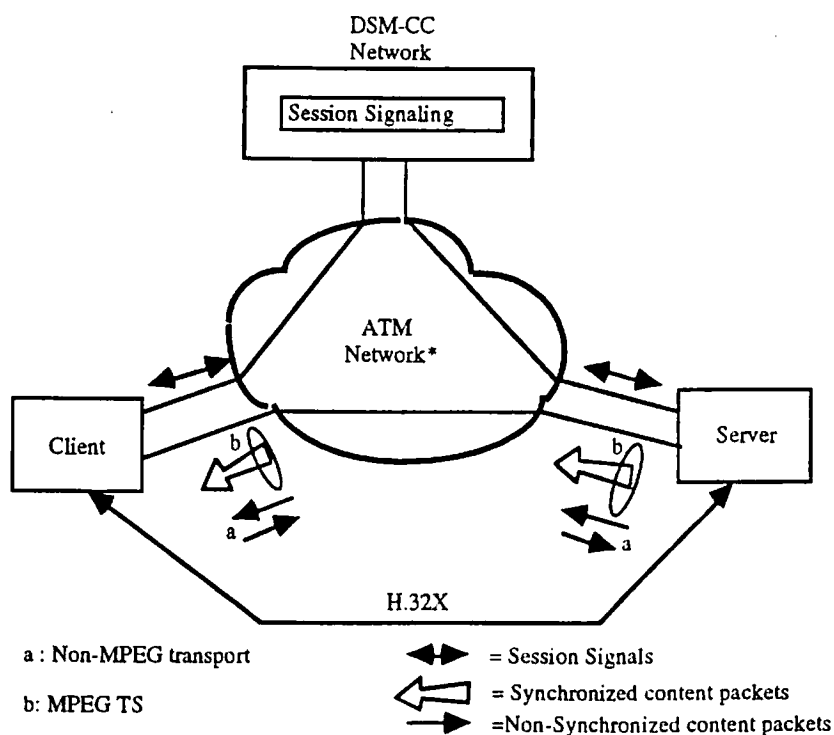 DSM-CC
Network
Session Signaling
ATM
Network*
Client
Server
b
b
a
a
H.32X
a : Non-MPEG transport
= Session Signals
b: MPEG TS
= Synchronized content packets
=Non-Synchronized content packets